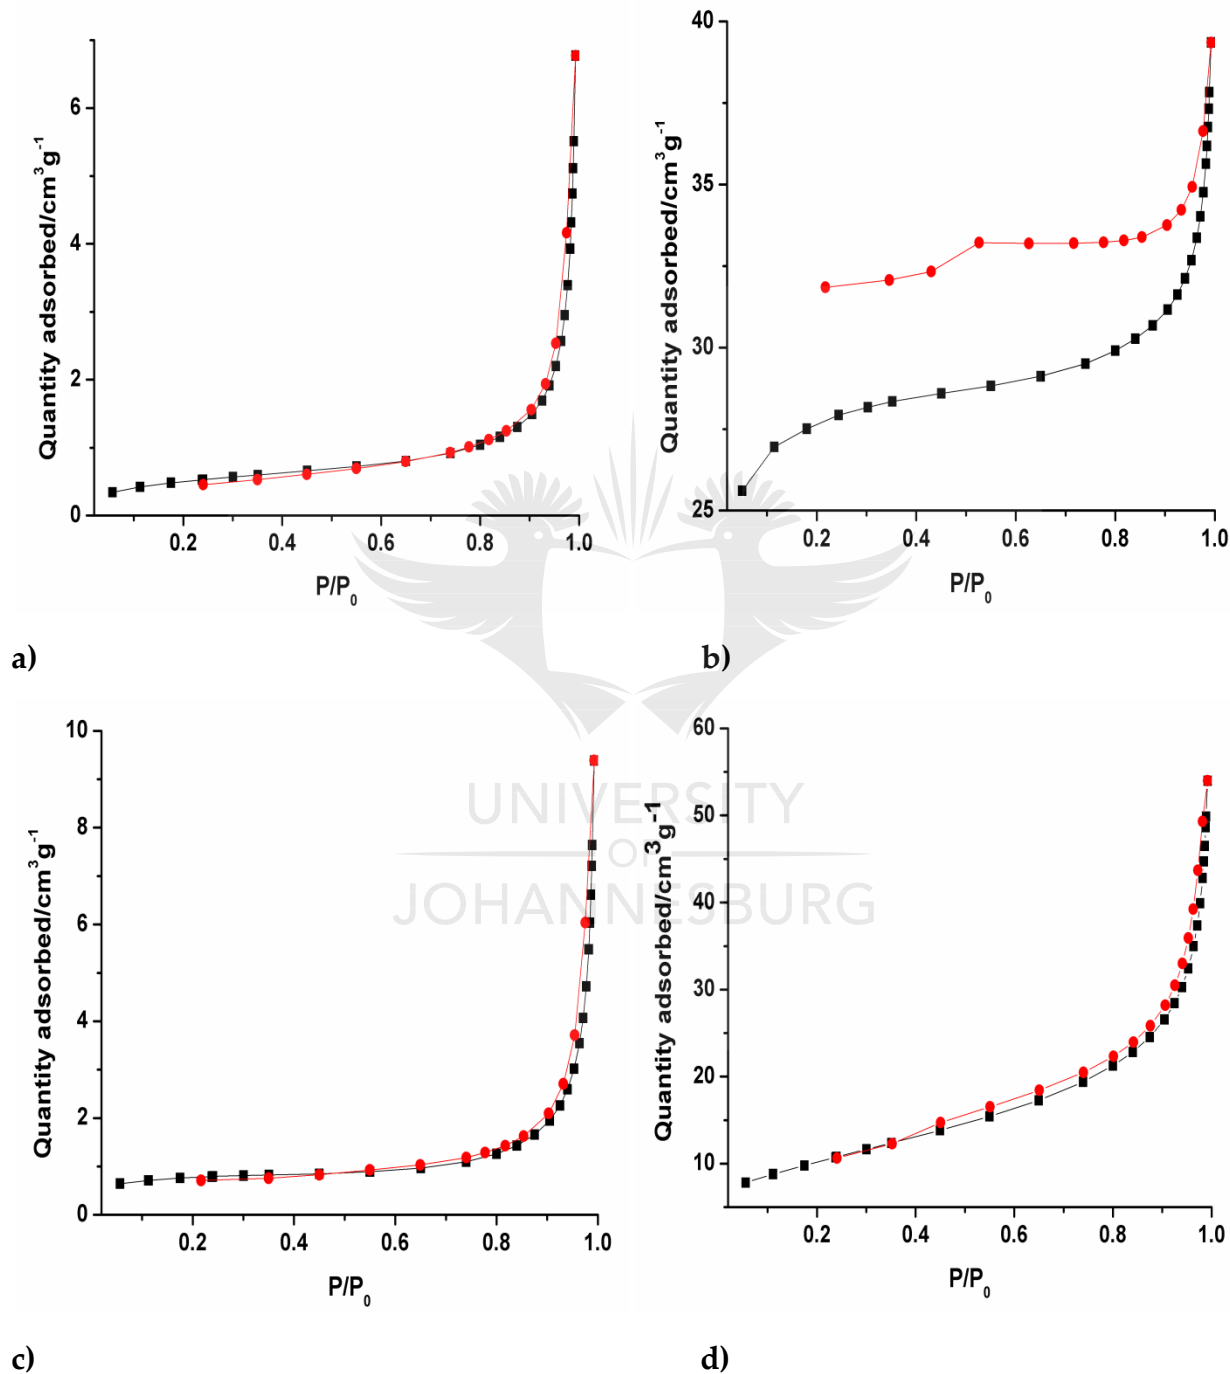 6
4
2
0
0.2 0.4 0.6 0.8 1.0
Quantity adsorbed/cm³g⁻¹
P/P₀
a)
40
35
30
25
0.2 0.4 0.6 0.8 1.0
Quantity adsorbed/cm³g⁻¹
P/P₀
b)
UNIVERSITY
OF
JOHANNESBURG
10
8
6
4
2
0
0.2 0.4 0.6 0.8 1.0
Quantity adsorbed/cm³g⁻¹
P/P₀
c)
60
50
40
30
20
10
0.2 0.4 0.6 0.8 1.0
Quantity adsorbed/cm³g⁻¹
P/P₀
d)